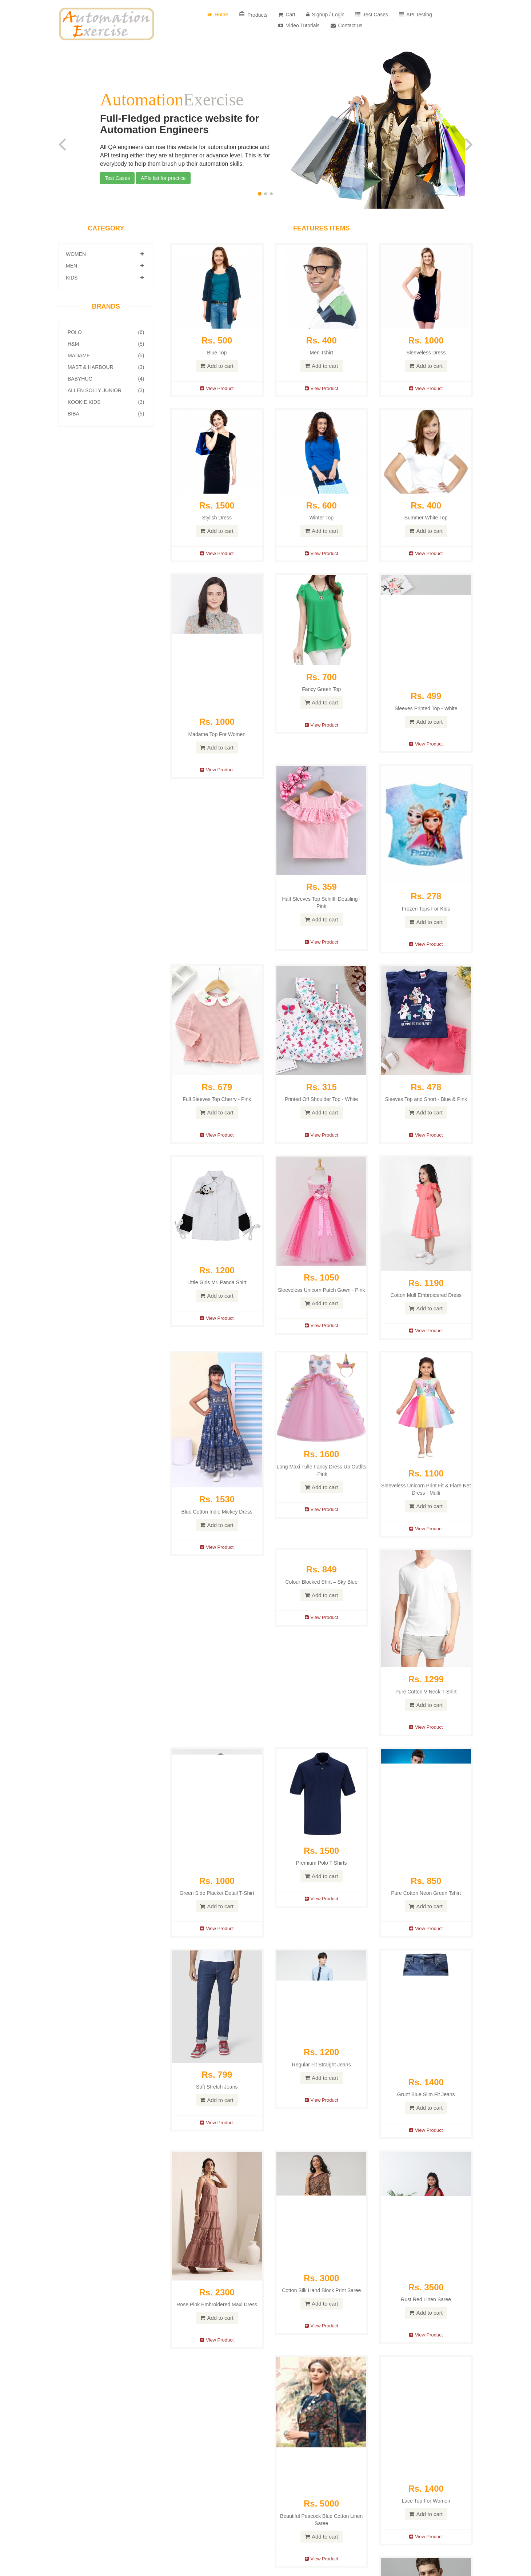 Automation
Exercise
Home
Products
Cart
Signup / Login
Test Cases
API Testing
Video Tutorials
Contact us
AutomationExercise
Full-Fledged practice website for
Automation Engineers
All QA engineers can use this website for automation practice and
API testing either they are at beginner or advance level. This is for
everybody to help them brush up their automation skills.
Test Cases
APIs list for practice
CATEGORY
WOMEN
MEN
KIDS
BRANDS
POLO (6)
H&M (5)
MADAME (5)
MAST & HARBOUR (3)
BABYHUG (4)
ALLEN SOLLY JUNIOR (3)
KOOKIE KIDS (3)
BIBA (5)
FEATURES ITEMS
Rs. 500
Blue Top
Add to cart
View Product
Rs. 400
Men Tshirt
Add to cart
View Product
Rs. 1000
Sleeveless Dress
Add to cart
View Product
Rs. 1500
Stylish Dress
Add to cart
View Product
Rs. 600
Winter Top
Add to cart
View Product
Rs. 400
Summer White Top
Add to cart
View Product
Rs. 1000
Madame Top For Women
Add to cart
View Product
Rs. 700
Fancy Green Top
Add to cart
View Product
Rs. 499
Sleeves Printed Top - White
Add to cart
View Product
Rs. 359
Half Sleeves Top Schiffli Detailing -
Pink
Add to cart
View Product
FROZEN
Rs. 278
Frozen Tops For Kids
Add to cart
View Product
Rs. 679
Full Sleeves Top Cherry - Pink
Add to cart
View Product
Rs. 315
Printed Off Shoulder Top - White
Add to cart
View Product
Rs. 478
Sleeves Top and Short - Blue & Pink
Add to cart
View Product
Rs. 1200
Little Girls Mr. Panda Shirt
Add to cart
View Product
Rs. 1050
Sleeveless Unicorn Patch Gown - Pink
Add to cart
View Product
Rs. 1190
Cotton Mull Embroidered Dress
Add to cart
View Product
Rs. 1530
Blue Cotton Indie Mickey Dress
Add to cart
View Product
Rs. 1600
Long Maxi Tulle Fancy Dress Up Outfits
-Pink
Add to cart
View Product
Rs. 1100
Sleeveless Unicorn Print Fit & Flare Net
Dress - Multi
Add to cart
View Product
Rs. 849
Colour Blocked Shirt – Sky Blue
Add to cart
View Product
Rs. 1299
Pure Cotton V-Neck T-Shirt
Add to cart
View Product
Rs. 1000
Green Side Placket Detail T-Shirt
Add to cart
View Product
Rs. 1500
Premium Polo T-Shirts
Add to cart
View Product
Rs. 850
Pure Cotton Neon Green Tshirt
Add to cart
View Product
Rs. 799
Soft Stretch Jeans
Add to cart
View Product
Rs. 1200
Regular Fit Straight Jeans
Add to cart
View Product
Rs. 1400
Grunt Blue Slim Fit Jeans
Add to cart
View Product
Rs. 2300
Rose Pink Embroidered Maxi Dress
Add to cart
View Product
Rs. 3000
Cotton Silk Hand Block Print Saree
Add to cart
View Product
Rs. 3500
Rust Red Linen Saree
Add to cart
View Product
Rs. 5000
Beautiful Peacock Blue Cotton Linen
Saree
Add to cart
View Product
Rs. 1400
Lace Top For Women
Add to cart
View Product